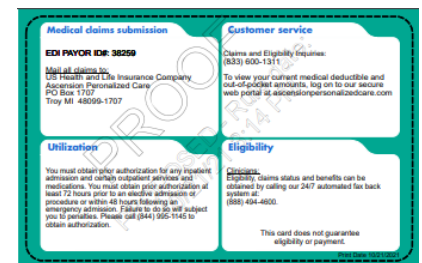 Medical claims submission
EDI PAYOR ID#: 38259
Mail all claims to:
US Health and Life Insurance Company
Ascension Peronalized Care
PO Box 1707
Troy MI 48099-1707
Customer service
Claims and Eligibility Inquiries:
(833) 600-1311
To view your current medical deductible and
out-of-pocket amounts, log on to our secure
web portal at ascensionpersonalizedcare.com
Utilization
You must obtain prior authorization for any inpatient
admission and certain outpatient services and
medications. You must obtain prior authorization at
least 72 hours prior to an elective admission or
procedure or within 48 hours following an
emergency admission. Failure to do so will subject
you to penalties. Please call (844) 995-1145 to
obtain authorization.
Eligibility
Clinicians:
Eligibility, claims status and benefits can be
obtained by calling our 24/7 automated fax back
system at:
(888) 494-4600.
This card does not guarantee
eligibility or payment.
Print Date 10/21/2021
PROOF